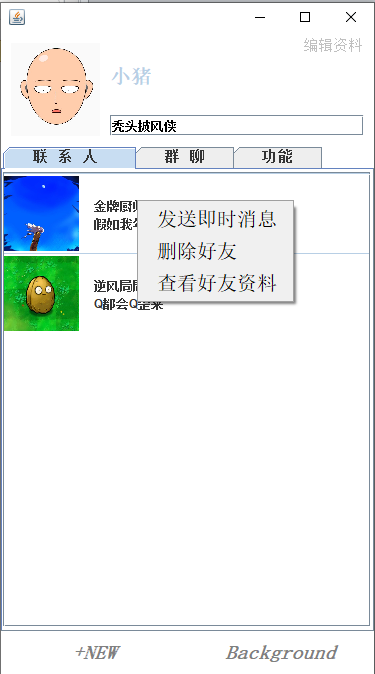 编辑资料
小猪
秃头披风侠
联 系 人
群 聊
功能
金牌厨
假如我
发送即时消息
删除好友
查看好友资料
逆风局
Q都会Q歪来
+NEW
Background